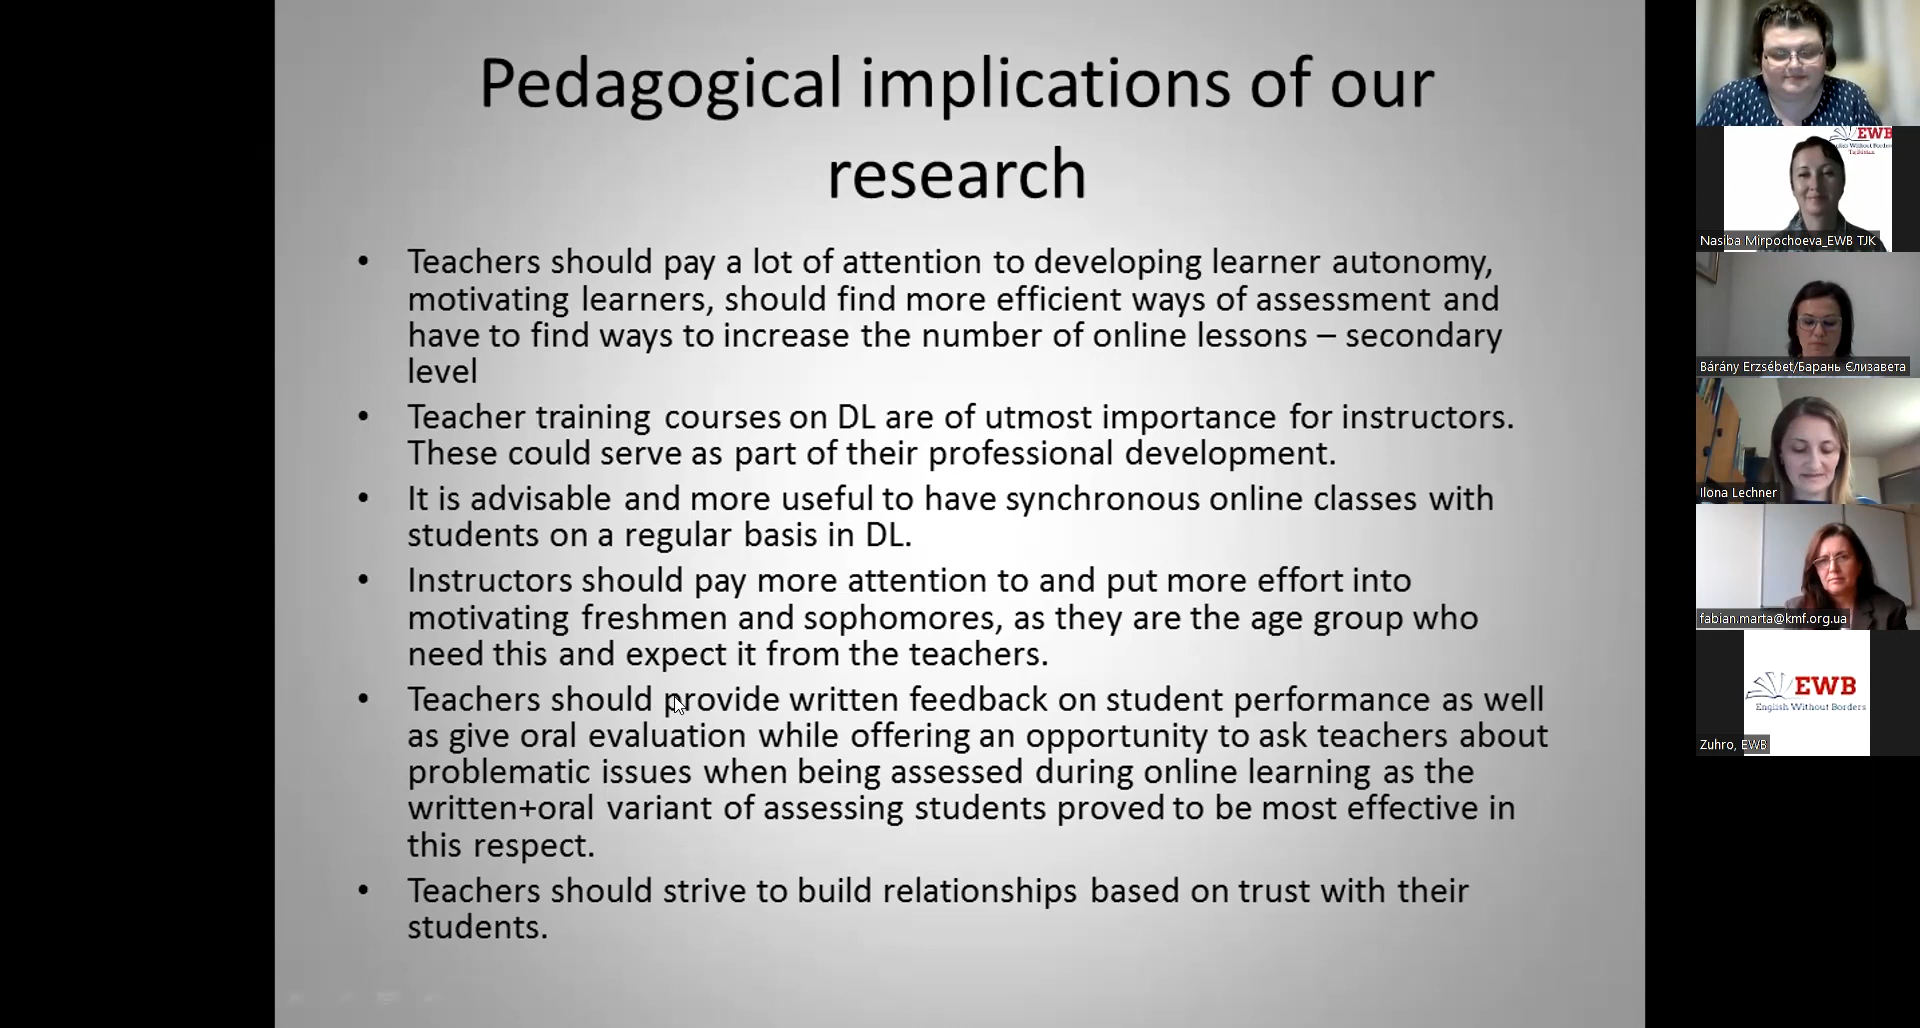 Pedagogical implications of our
research
• Teachers should pay a lot of attention to developing learner autonomy,
motivating learners, should find more efficient ways of assessment and
have to find ways to increase the number of online lessons – secondary
level
• Teacher training courses on DL are of utmost importance for instructors.
These could serve as part of their professional development.
• It is advisable and more useful to have synchronous online classes with
students on a regular basis in DL.
• Instructors should pay more attention to and put more effort into
motivating freshmen and sophomores, as they are the age group who
need this and expect it from the teachers.
• Teachers should provide written feedback on student performance as well
as give oral evaluation while offering an opportunity to ask teachers about
problematic issues when being assessed during online learning as the
written+oral variant of assessing students proved to be most effective in
this respect.
• Teachers should strive to build relationships based on trust with their
students.
EWB
Nasiba Mirpochoeva_EWB TJK
Bárány Erzsébet/Барань Єлизавета
Ilona Lechner
fabian.marta@kmf.org.ua
EWB
English Without Borders
Zuhro, EWB